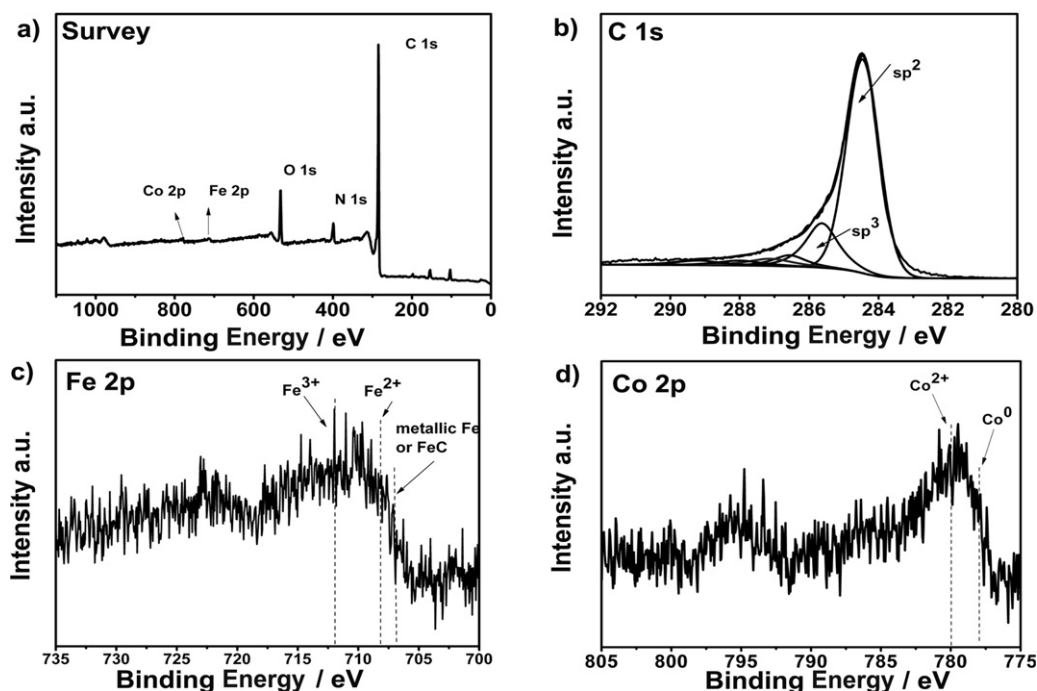 a) Survey
C 1s
O 1s
N 1s
Co 2p
Fe 2p
Intensity a.u.
1000 800 600 400 200 0
Binding Energy / eV
b) C 1s
sp2
sp3
Intensity a.u.
292 290 288 286 284 282 280
Binding Energy / eV
c) Fe 2p
Fe3+
Fe2+
metallic Fe
or FeC
Intensity a.u.
735 730 725 720 715 710 705 700
Binding Energy / eV
d) Co 2p
Co2+
Co0
Intensity a.u.
805 800 795 790 785 780 775
Binding Energy / eV